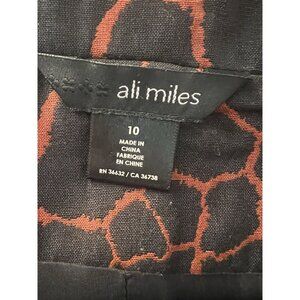 ali miles
10
MADE IN
CHINA
FABRIQUE
EN CHINE
RN 36632 / CA 36738